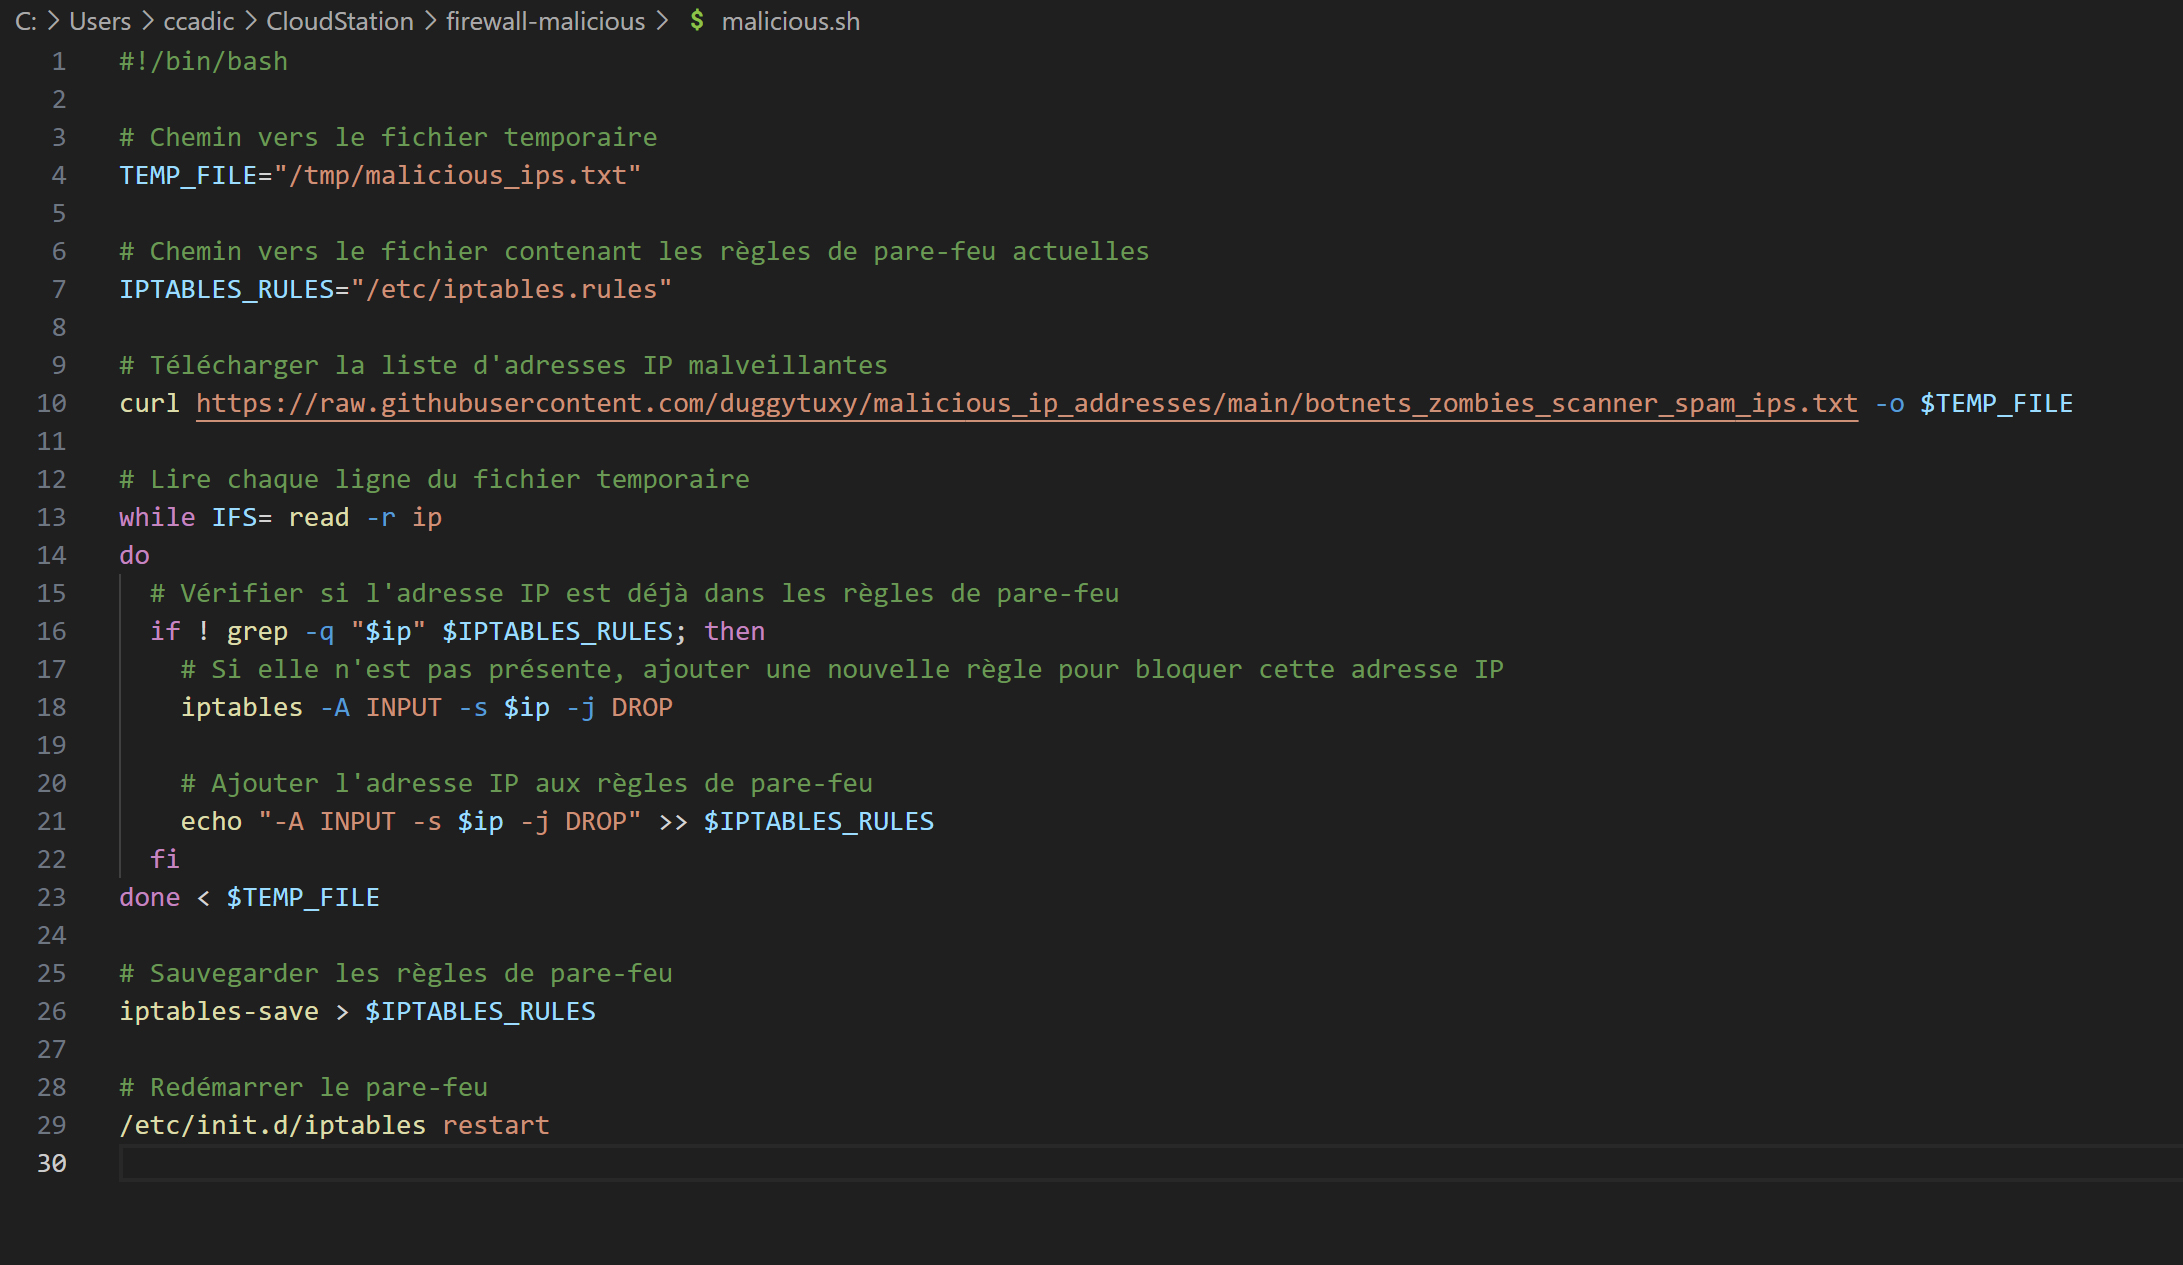 C: > Users > ccadic > CloudStation > firewall-malicious > $ malicious.sh
1 #!/bin/bash
2
3 # Chemin vers le fichier temporaire
4 TEMP_FILE="/tmp/malicious_ips.txt"
5
6 # Chemin vers le fichier contenant les règles de pare-feu actuelles
7 IPTABLES_RULES="/etc/iptables.rules"
8
9 # Télécharger la liste d'adresses IP malveillantes
10 curl https://raw.githubusercontent.com/duggytuxy/malicious_ip_addresses/main/botnets_zombies_scanner_spam_ips.txt -o $TEMP_FILE
11
12 # Lire chaque ligne du fichier temporaire
13 while IFS= read -r ip
14 do
15   # Vérifier si l'adresse IP est déjà dans les règles de pare-feu
16   if ! grep -q "$ip" $IPTABLES_RULES; then
17     # Si elle n'est pas présente, ajouter une nouvelle règle pour bloquer cette adresse IP
18     iptables -A INPUT -s $ip -j DROP
19
20     # Ajouter l'adresse IP aux règles de pare-feu
21     echo "-A INPUT -s $ip -j DROP" >> $IPTABLES_RULES
22   fi
23 done < $TEMP_FILE
24
25 # Sauvegarder les règles de pare-feu
26 iptables-save > $IPTABLES_RULES
27
28 # Redémarrer le pare-feu
29 /etc/init.d/iptables restart
30